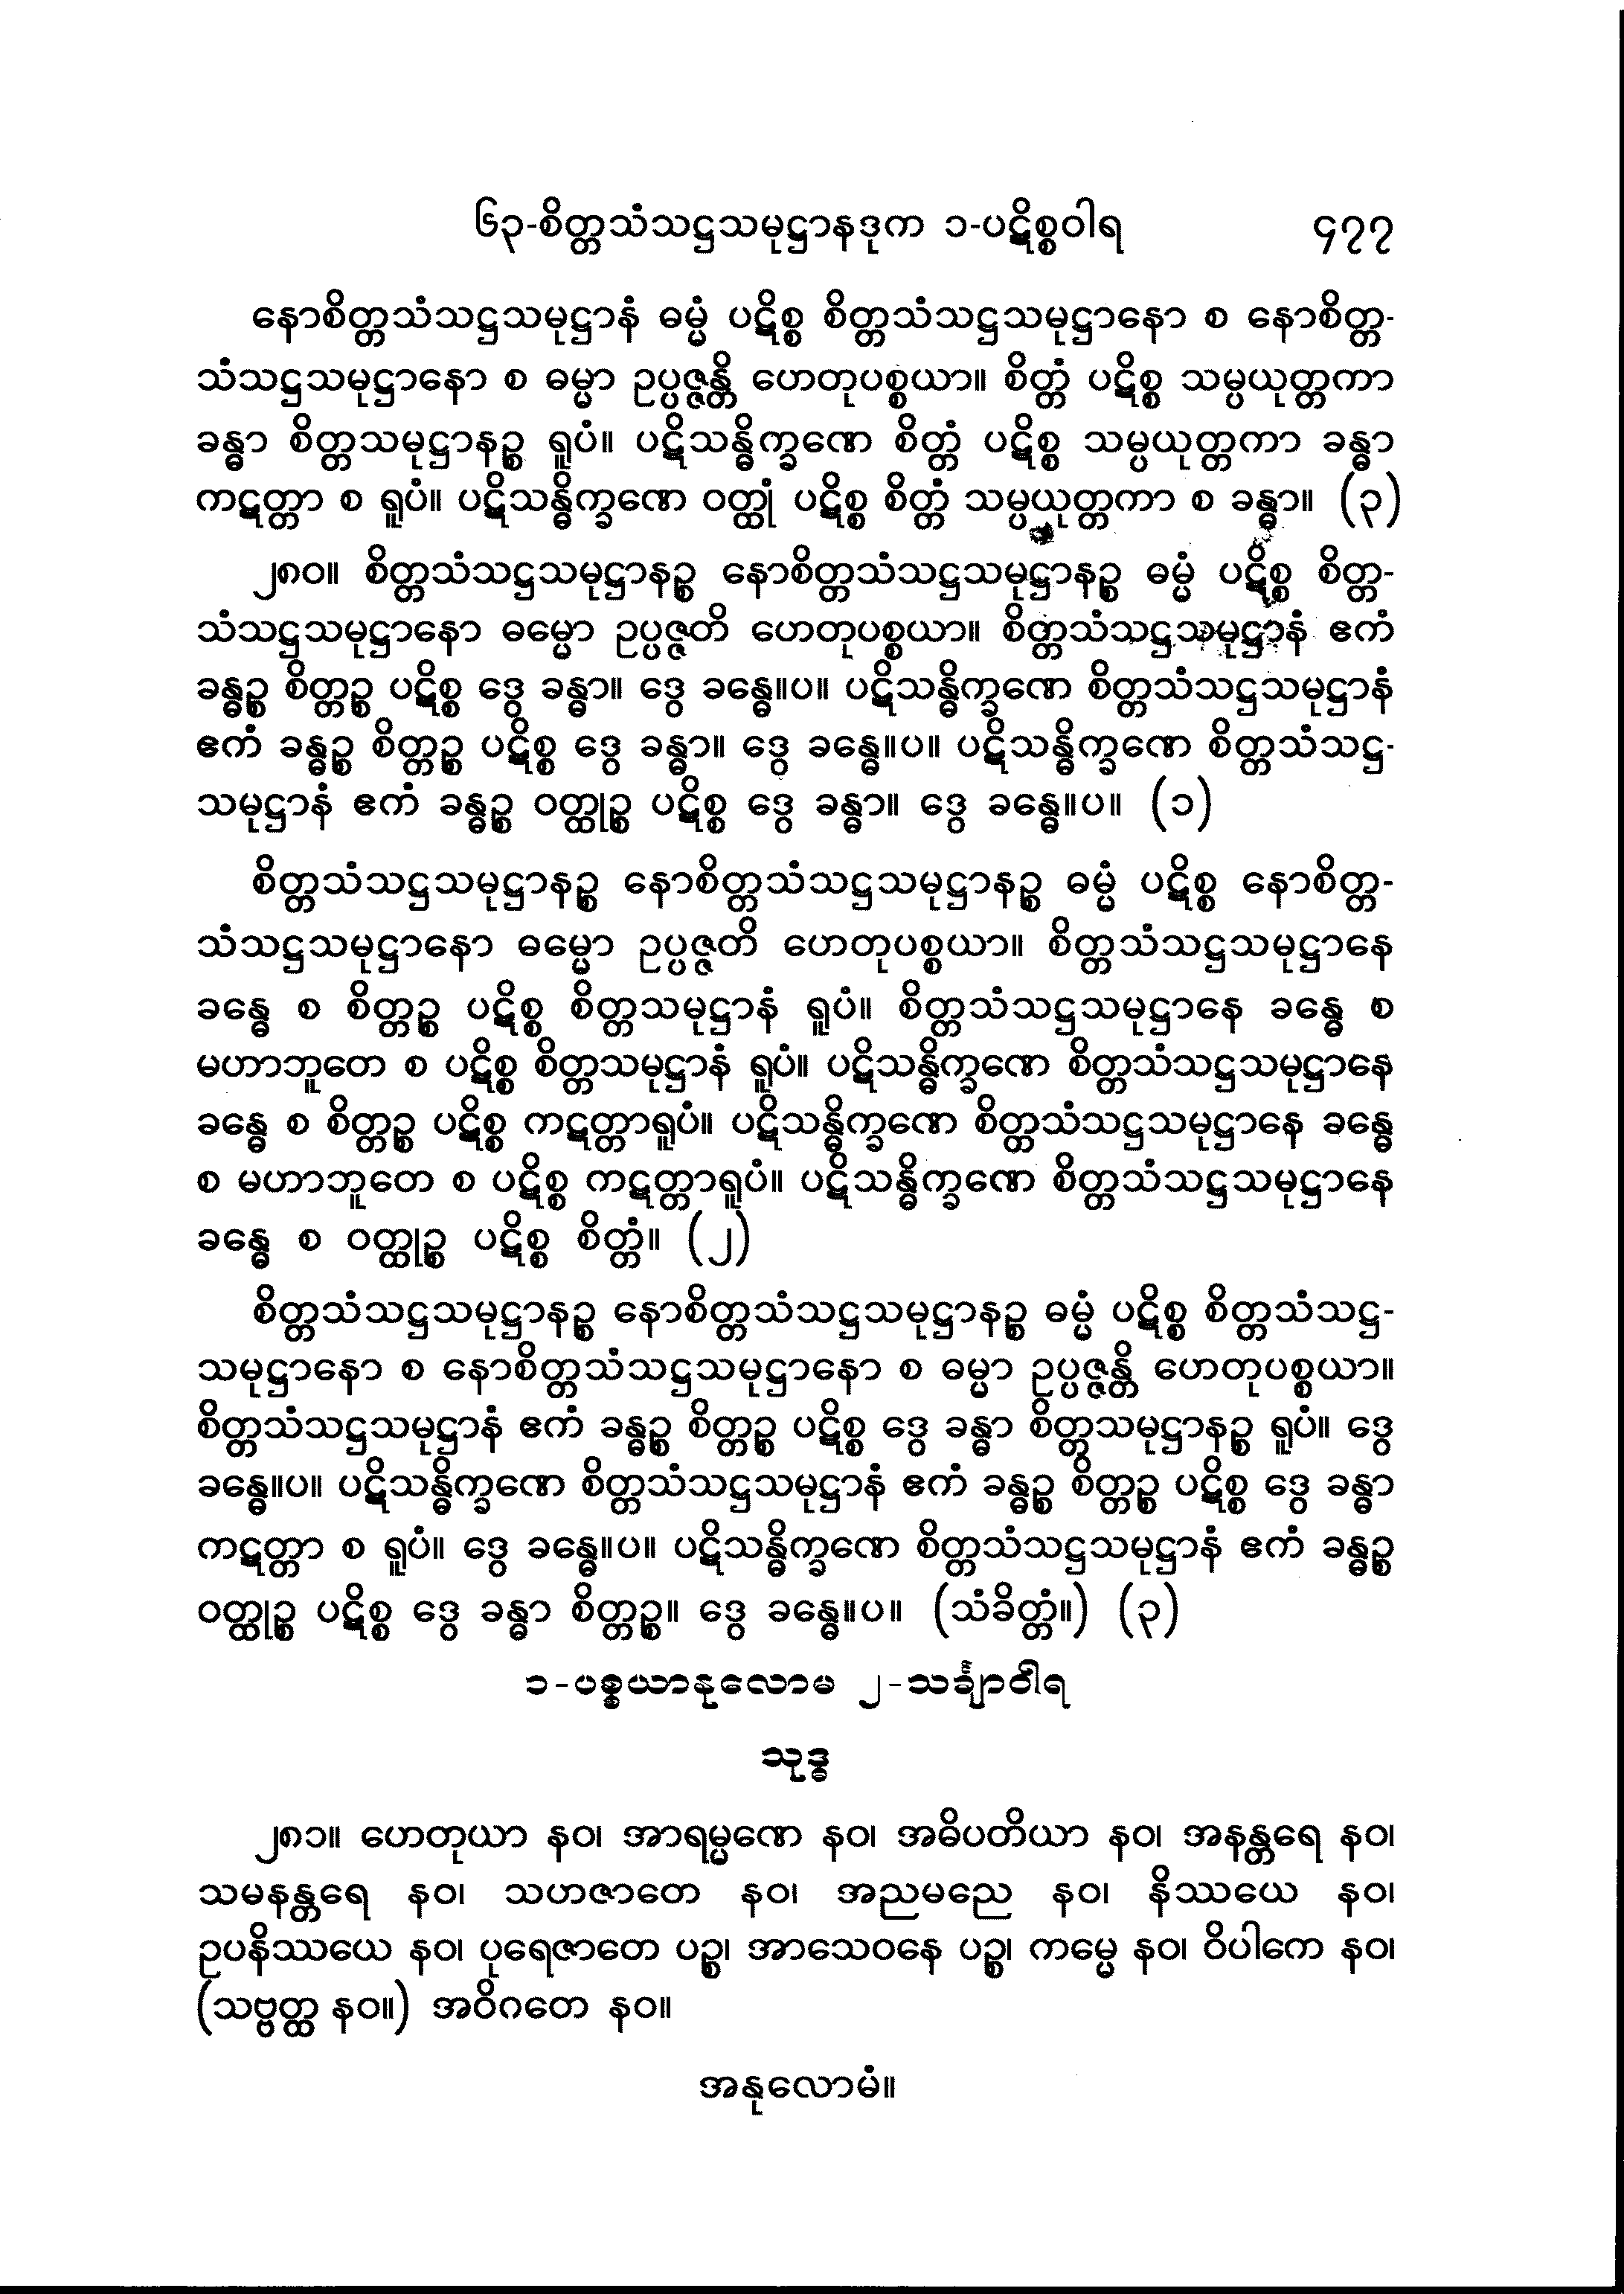 ၆၃-စိတ္တသံသဋ္ဌသမုဋ္ဌာနဒုက ၁-ပဋိစ္စဝါရ ၄၇၇
နောစိတ္တသံသဋ္ဌသမုဋ္ဌာနံ ဓမ္မံ ပဋိစ္စ စိတ္တသံသဋ္ဌသမုဋ္ဌာနော စ နောစိတ္တ-
သံသဋ္ဌသမုဋ္ဌာနော စ ဓမ္မာ ဥပ္ပဇ္ဇန္တိ ဟေတုပစ္စယာ။ စိတ္တံ ပဋိစ္စ သမ္ပယုတ္တကာ
ခန္ဓာ စိတ္တသမုဋ္ဌာနဉ္စ ရူပံ။ ပဋိသန္ဓိက္ခဏေ စိတ္တံ ပဋိစ္စ သမ္ပယုတ္တကာ ခန္ဓာ
ကဋတ္တာ စ ရူပံ။ ပဋိသန္ဓိက္ခဏေ ဝတ္ထုံ ပဋိစ္စ စိတ္တံ သမ္ပယုတ္တကာ စ ခန္ဓာ။ (၃)
၂၈၀။ စိတ္တသံသဋ္ဌသမုဋ္ဌာနဉ္စ နောစိတ္တသံသဋ္ဌသမုဋ္ဌာနဉ္စ ဓမ္မံ ပဋိစ္စ စိတ္တ-
သံသဋ္ဌသမုဋ္ဌာနော ဓမ္မော ဥပ္ပဇ္ဇတိ ဟေတုပစ္စယာ။ စိတ္တသံသဋ္ဌသမုဋ္ဌာနံ ဧကံ
ခန္ဓဉ္စ စိတ္တဉ္စ ပဋိစ္စ ဒွေ ခန္ဓာ။ ဒွေ ခန္ဓေ။ပ။ ပဋိသန္ဓိက္ခဏေ စိတ္တသံသဋ္ဌသမုဋ္ဌာနံ
ဧကံ ခန္ဓဉ္စ စိတ္တဉ္စ ပဋိစ္စ ဒွေ ခန္ဓာ။ ဒွေ ခန္ဓေ။ပ။ ပဋိသန္ဓိက္ခဏေ စိတ္တသံသဋ္ဌ-
သမုဋ္ဌာနံ ဧကံ ခန္ဓဉ္စ ဝတ္ထုဉ္စ ပဋိစ္စ ဒွေ ခန္ဓာ။ ဒွေ ခန္ဓေ။ပ။ (၁)
စိတ္တသံသဋ္ဌသမုဋ္ဌာနဉ္စ နောစိတ္တသံသဋ္ဌသမုဋ္ဌာနဉ္စ ဓမ္မံ ပဋိစ္စ နောစိတ္တ-
သံသဋ္ဌသမုဋ္ဌာနော ဓမ္မော ဥပ္ပဇ္ဇတိ ဟေတုပစ္စယာ။ စိတ္တသံသဋ္ဌသမုဋ္ဌာနေ
ခန္ဓေ စ စိတ္တဉ္စ ပဋိစ္စ စိတ္တသမုဋ္ဌာနံ ရူပံ။ စိတ္တသံသဋ္ဌသမုဋ္ဌာနေ ခန္ဓေ စ
မဟာဘူတေ စ ပဋိစ္စ စိတ္တသမုဋ္ဌာနံ ရူပံ။ ပဋိသန္ဓိက္ခဏေ စိတ္တသံသဋ္ဌသမုဋ္ဌာနေ
ခန္ဓေ စ စိတ္တဉ္စ ပဋိစ္စ ကဋတ္တာရူပံ။ ပဋိသန္ဓိက္ခဏေ စိတ္တသံသဋ္ဌသမုဋ္ဌာနေ ခန္ဓေ
စ မဟာဘူတေ စ ပဋိစ္စ ကဋတ္တာရူပံ။ ပဋိသန္ဓိက္ခဏေ စိတ္တသံသဋ္ဌသမုဋ္ဌာနေ
ခန္ဓေ စ ဝတ္ထုဉ္စ ပဋိစ္စ စိတ္တံ။ (၂)
စိတ္တသံသဋ္ဌသမုဋ္ဌာနဉ္စ နောစိတ္တသံသဋ္ဌသမုဋ္ဌာနဉ္စ ဓမ္မံ ပဋိစ္စ စိတ္တသံသဋ္ဌ-
သမုဋ္ဌာနော စ နောစိတ္တသံသဋ္ဌသမုဋ္ဌာနော စ ဓမ္မာ ဥပ္ပဇ္ဇန္တိ ဟေတုပစ္စယာ။
စိတ္တသံသဋ္ဌသမုဋ္ဌာနံ ဧကံ ခန္ဓဉ္စ စိတ္တဉ္စ ပဋိစ္စ ဒွေ ခန္ဓာ စိတ္တသမုဋ္ဌာနဉ္စ ရူပံ။ ဒွေ
ခန္ဓေ။ပ။ ပဋိသန္ဓိက္ခဏေ စိတ္တသံသဋ္ဌသမုဋ္ဌာနံ ဧကံ ခန္ဓဉ္စ စိတ္တဉ္စ ပဋိစ္စ ဒွေ ခန္ဓာ
ကဋတ္တာ စ ရူပံ။ ဒွေ ခန္ဓေ။ပ။ ပဋိသန္ဓိက္ခဏေ စိတ္တသံသဋ္ဌသမုဋ္ဌာနံ ဧကံ ခန္ဓဉ္စ
ဝတ္ထုဉ္စ ပဋိစ္စ ဒွေ ခန္ဓာ စိတ္တဉ္စ။ ဒွေ ခန္ဓေ။ပ။ (သံခိတ္တံ။) (၃)
၁-ပစ္စယာနုလောမ ၂-သင်္ချာဝါရ
သုဒ္ဓ
၂၈၁။ ဟေတုယာ နဝ၊ အာရမ္မဏေ နဝ၊ အဓိပတိယာ နဝ၊ အနန္တရေ နဝ၊
သမနန္တရေ နဝ၊ သဟဇာတေ နဝ၊ အညမညေ နဝ၊ နိဿယေ နဝ၊
ဥပနိဿယေ နဝ၊ ပုရေဇာတေ ပဉ္စ၊ အာသေဝနေ ပဉ္စ၊ ကမ္မေ နဝ၊ ဝိပါကေ နဝ၊
(သဗ္ဗတ္ထ နဝ။) အဝိဂတေ နဝ။
အနုလောမံ။